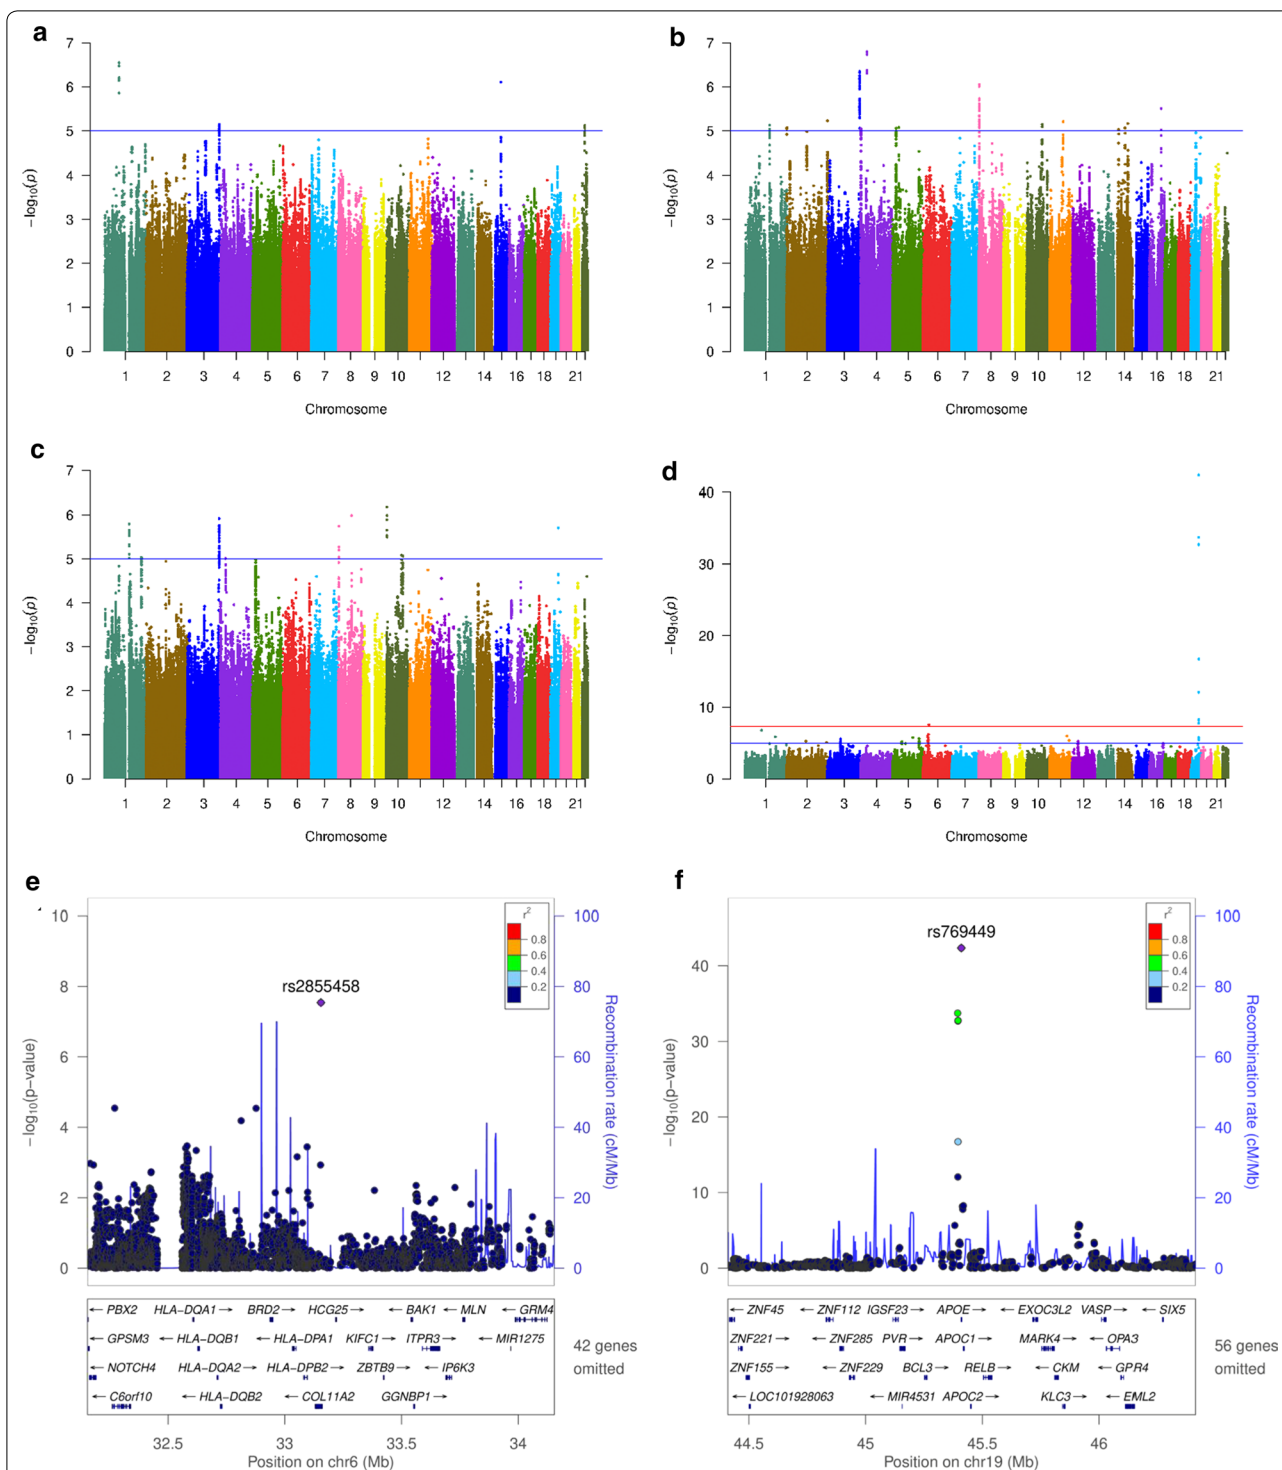 a
7
6
5
4
3
2
1
0
−log10(p)
1 2 3 4 5 6 7 8 9 10 12 14 16 18 21
Chromosome
b
7
6
5
4
3
2
1
0
−log10(p)
1 2 3 4 5 6 7 8 9 10 12 14 16 18 21
Chromosome
c
7
6
5
4
3
2
1
0
−log10(p)
1 2 3 4 5 6 7 8 9 10 12 14 16 18 21
Chromosome
d
40
30
20
10
0
−log10(p)
1 2 3 4 5 6 7 8 9 10 12 14 16 18 21
Chromosome
e
10
8
6
4
2
0
−log10(p−value)
rs2855458
r2
0.8
0.6
0.4
0.2
100
80
60
40
20
0
Recombination rate (cM/Mb)
← PBX2 HLA−DQA1 → BRD2 → HCG25 → ← BAK1 ← MLN → GRM4
← GPSM3 ← HLA−DQB1 ← HLA−DPA1 KIFC1 → ITPR3 → MIR1275
← NOTCH4 HLA−DQA2 → HLA−DPB2 → ZBTB9 → ← IP6K3
← C6orf10 ← HLA−DQB2 ← COL11A2 GGNBP1 →
42 genes
omitted
32.5 33 33.5 34
Position on chr6 (Mb)
f
40
30
20
10
0
−log10(p−value)
rs769449
r2
0.8
0.6
0.4
0.2
100
80
60
40
20
0
Recombination rate (cM/Mb)
← ZNF45 ← ZNF112 IGSF23 → APOE → ← EXOC3L2 VASP → ← SIX5
ZNF221 → ← ZNF285 PVR → APOC1 → MARK4 → ← OPA3
ZNF155 → ← ZNF229 BCL3 → RELB → ← CKM ← GPR4
← LOC101928063 ← MIR4531 APOC2 → KLC3 → ← EML2
56 genes
omitted
44.5 45 45.5 46
Position on chr19 (Mb)